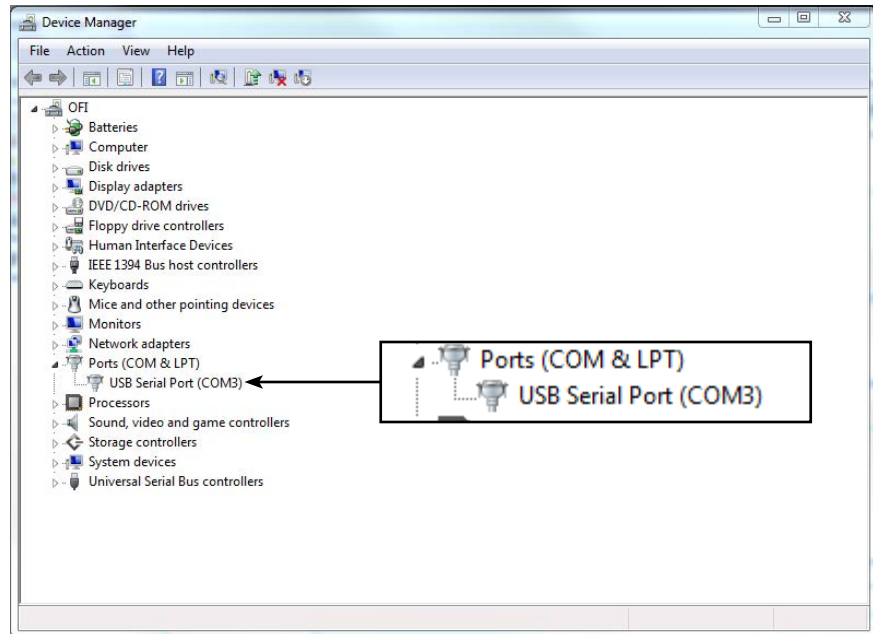 Device Manager
File Action View Help
OFI
Batteries
Computer
Disk drives
Display adapters
DVD/CD-ROM drives
Floppy drive controllers
Human Interface Devices
IEEE 1394 Bus host controllers
Keyboards
Mice and other pointing devices
Monitors
Network adapters
Ports (COM & LPT)
USB Serial Port (COM3)
Processors
Sound, video and game controllers
Storage controllers
System devices
Universal Serial Bus controllers
Ports (COM & LPT)
USB Serial Port (COM3)